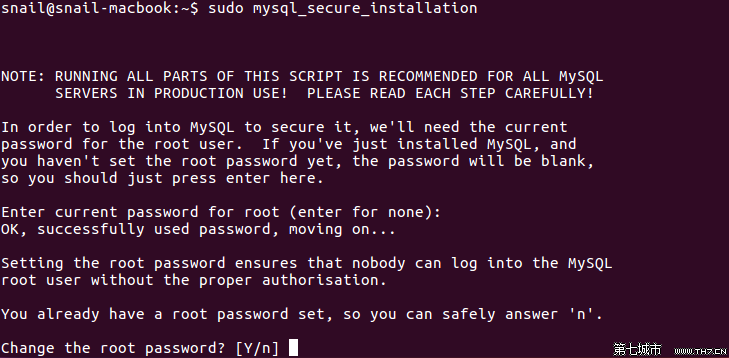 snail@snail-macbook:~$ sudo mysql_secure_installation
NOTE: RUNNING ALL PARTS OF THIS SCRIPT IS RECOMMENDED FOR ALL MySQL
SERVERS IN PRODUCTION USE!  PLEASE READ EACH STEP CAREFULLY!
In order to log into MySQL to secure it, we'll need the current
password for the root user.  If you've just installed MySQL, and
you haven't set the root password yet, the password will be blank,
so you should just press enter here.
Enter current password for root (enter for none):
OK, successfully used password, moving on...
Setting the root password ensures that nobody can log into the MySQL
root user without the proper authorisation.
You already have a root password set, so you can safely answer 'n'.
Change the root password? [Y/n]
第七城市 www.TH7.CN